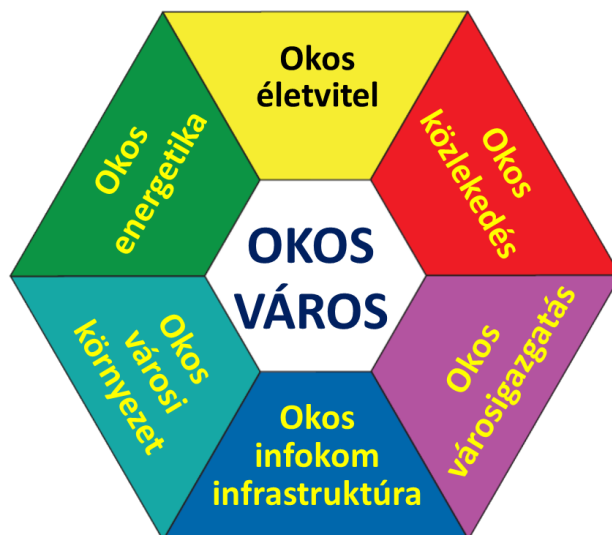 Okos
életvitel
Okos
közlekedés
Okos
városigazgatás
Okos
infokom
infrastruktúra
Okos
városi
környezet
Okos
energetika
OKOS
VÁROS